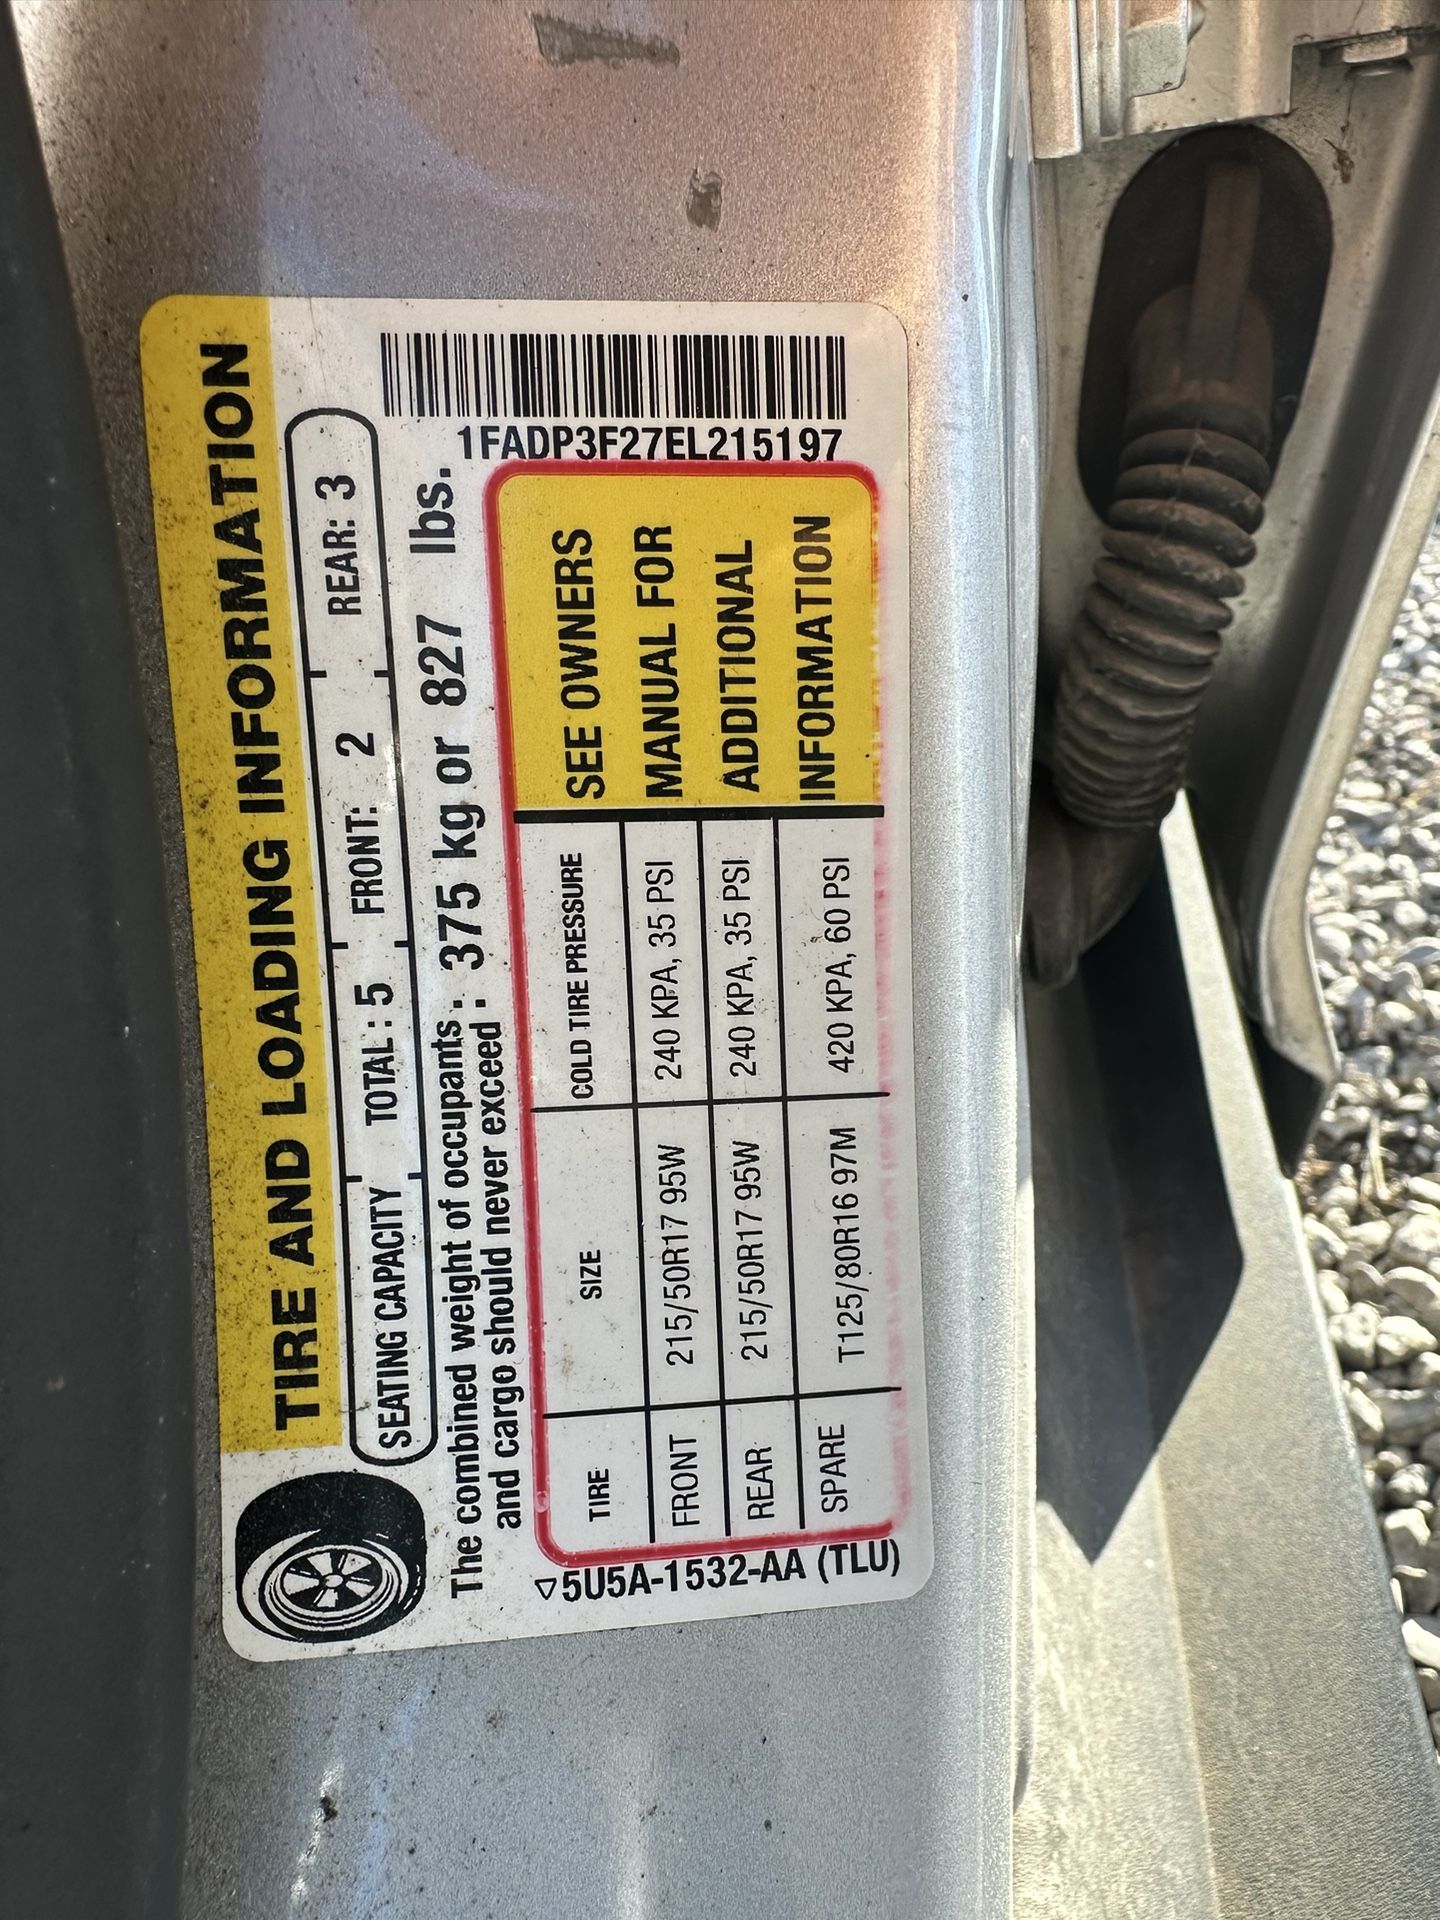 TIRE AND LOADING INFORMATION
SEATING CAPACITY TOTAL: 5 FRONT: 2 REAR: 3
The combined weight of occupants
and cargo should never exceed : 375 kg or 827 lbs.
1FADP3F27EL215197
TIRE SIZE COLD TIRE PRESSURE
FRONT 215/50R17 95W 240 KPA, 35 PSI
REAR 215/50R17 95W 240 KPA, 35 PSI
SPARE T125/80R16 97M 420 KPA, 60 PSI
SEE OWNERS
MANUAL FOR
ADDITIONAL
INFORMATION
5U5A-1532-AA (TLU)